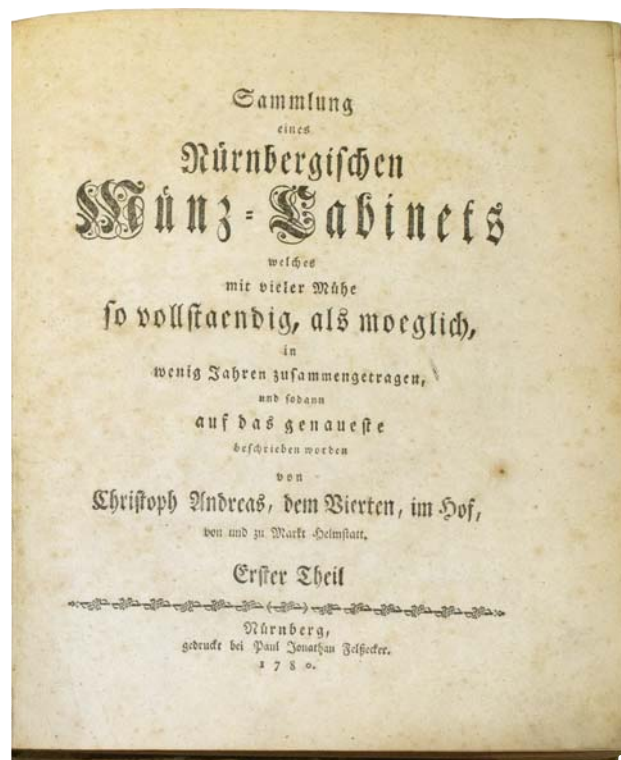 Sammlung
eines
Nürnbergischen
Münz-Cabinets
welches
mit vieler Mühe
so vollstaendig, als moeglich,
in
wenig Jahren zusammengetragen,
und sodann
auf das genaueste
beschrieben worden
von
Christoph Andreas, dem Vierten, im Hof,
von und zu Markt Helmstatt.
Erster Theil
Nürnberg,
gedruckt bei Paul Jonathan Felßecker.
1780.